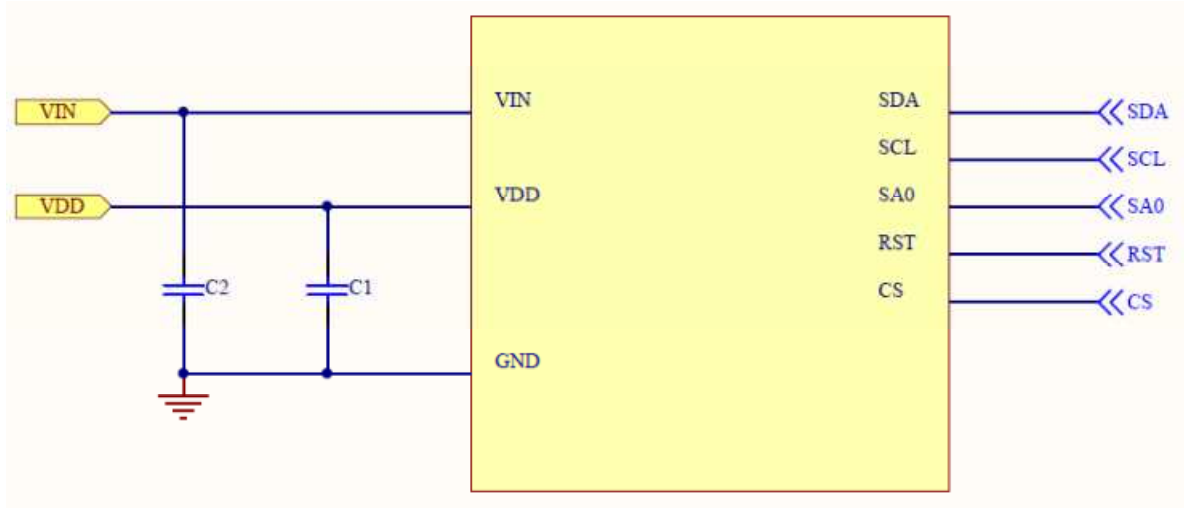 VIN VIN SDA SDA
SCL SCL
VDD VDD SA0 SA0
RST RST
C2 C1 CS CS
GND